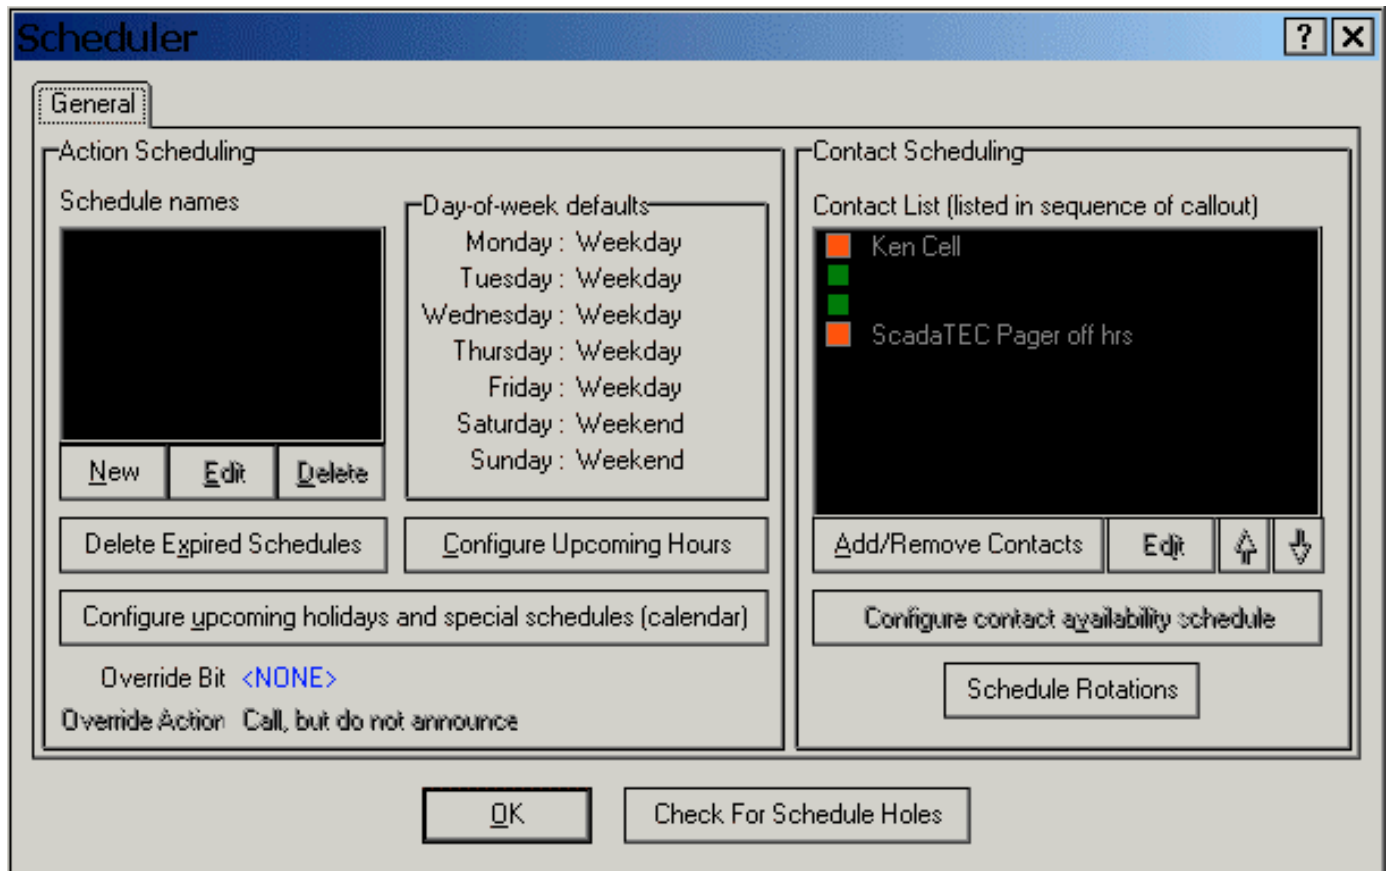 Scheduler
General
Action Scheduling
Schedule names
New Edit Delete
Day-of-week defaults
Monday : Weekday
Tuesday : Weekday
Wednesday : Weekday
Thursday : Weekday
Friday : Weekday
Saturday : Weekend
Sunday : Weekend
Delete Expired Schedules
Configure Upcoming Hours
Configure upcoming holidays and special schedules (calendar)
Override Bit <NONE>
Override Action Call, but do not announce
Contact Scheduling
Contact List (listed in sequence of callout)
Ken Cell
ScadaTEC Pager off hrs
Add/Remove Contacts Edit
Configure contact availability schedule
Schedule Rotations
OK
Check For Schedule Holes